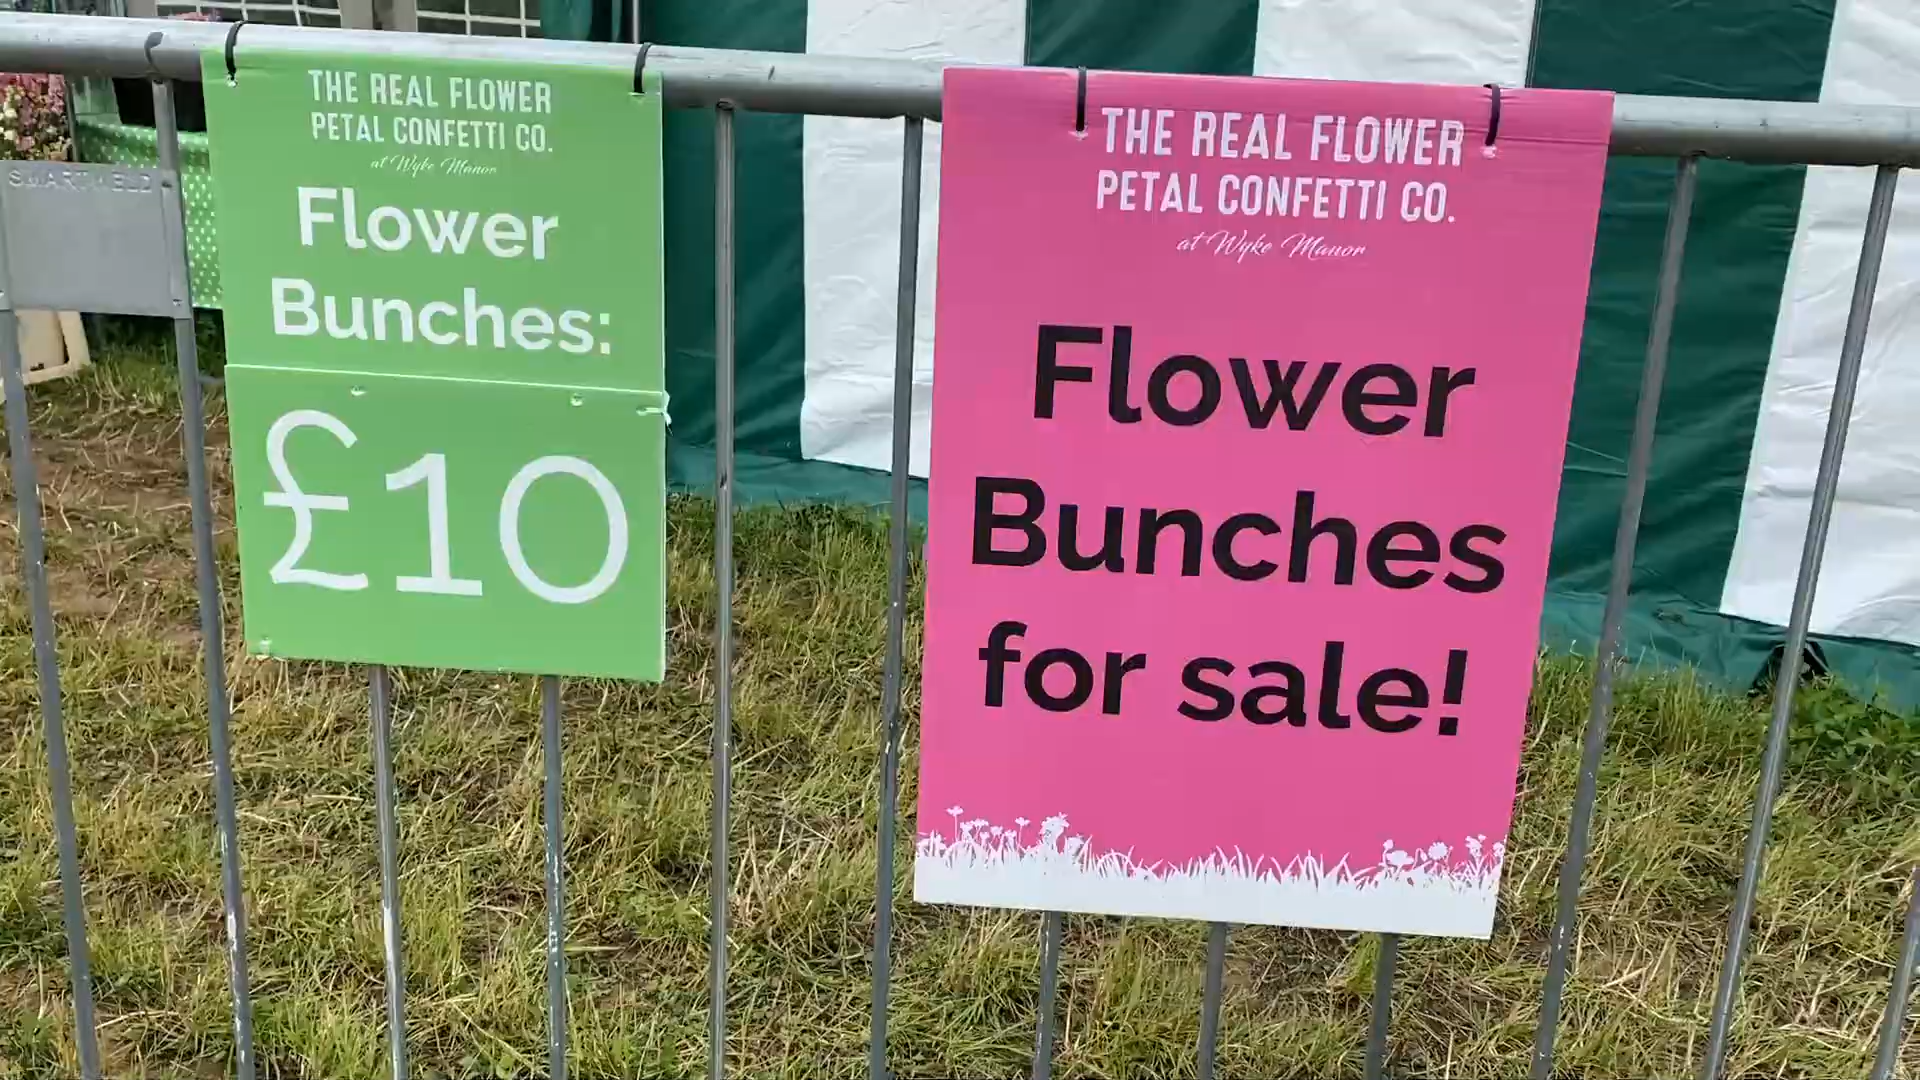 THE REAL FLOWER
PETAL CONFETTI CO.
at Wyke Manor
Flower
Bunches:
£10
THE REAL FLOWER
PETAL CONFETTI CO.
at Wyke Manor
Flower
Bunches
for sale!
SMARTWELD